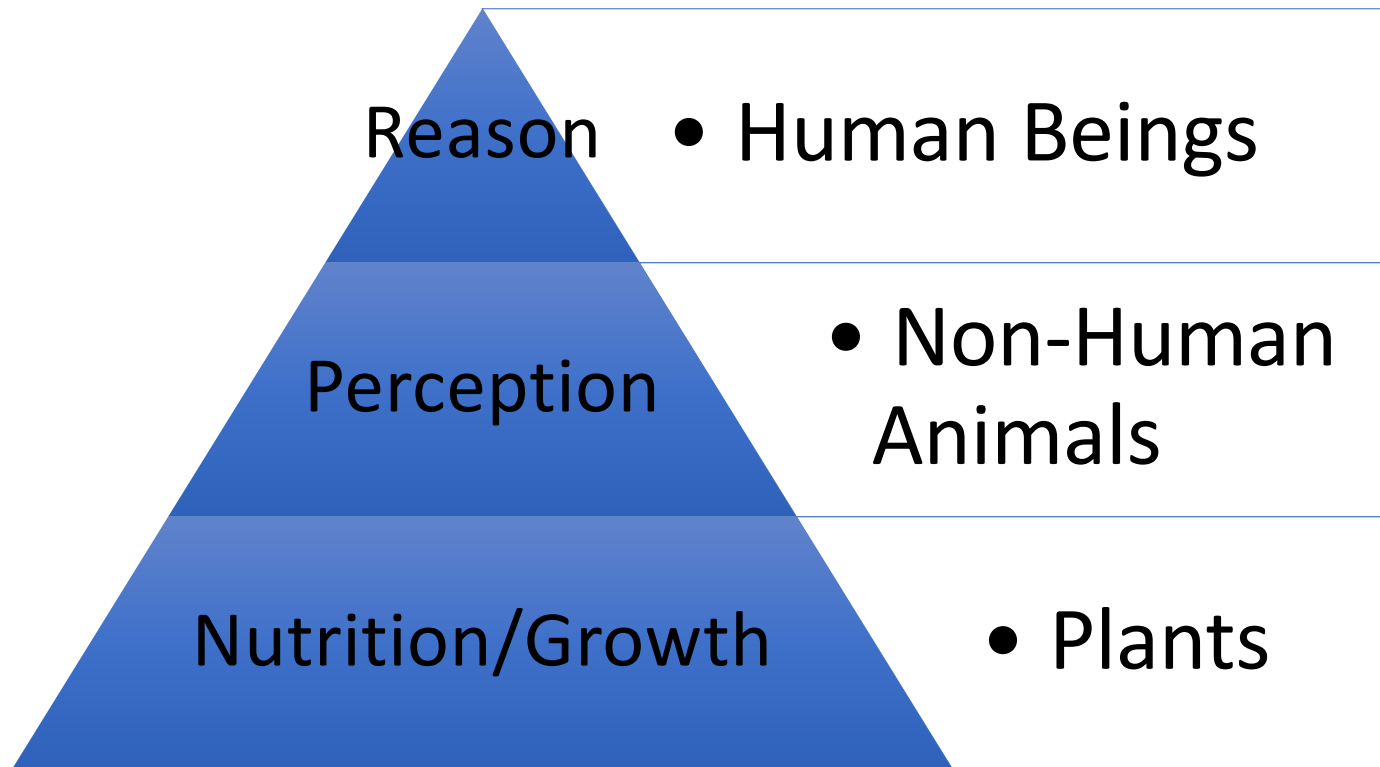 Reason
• Human Beings
Perception
• Non-Human
Animals
Nutrition/Growth
• Plants